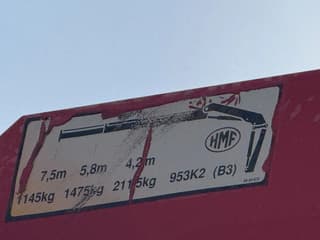 HMF
7,5m 5,8m 4,2m
1145kg 1475kg 2115kg 953K2 (B3)